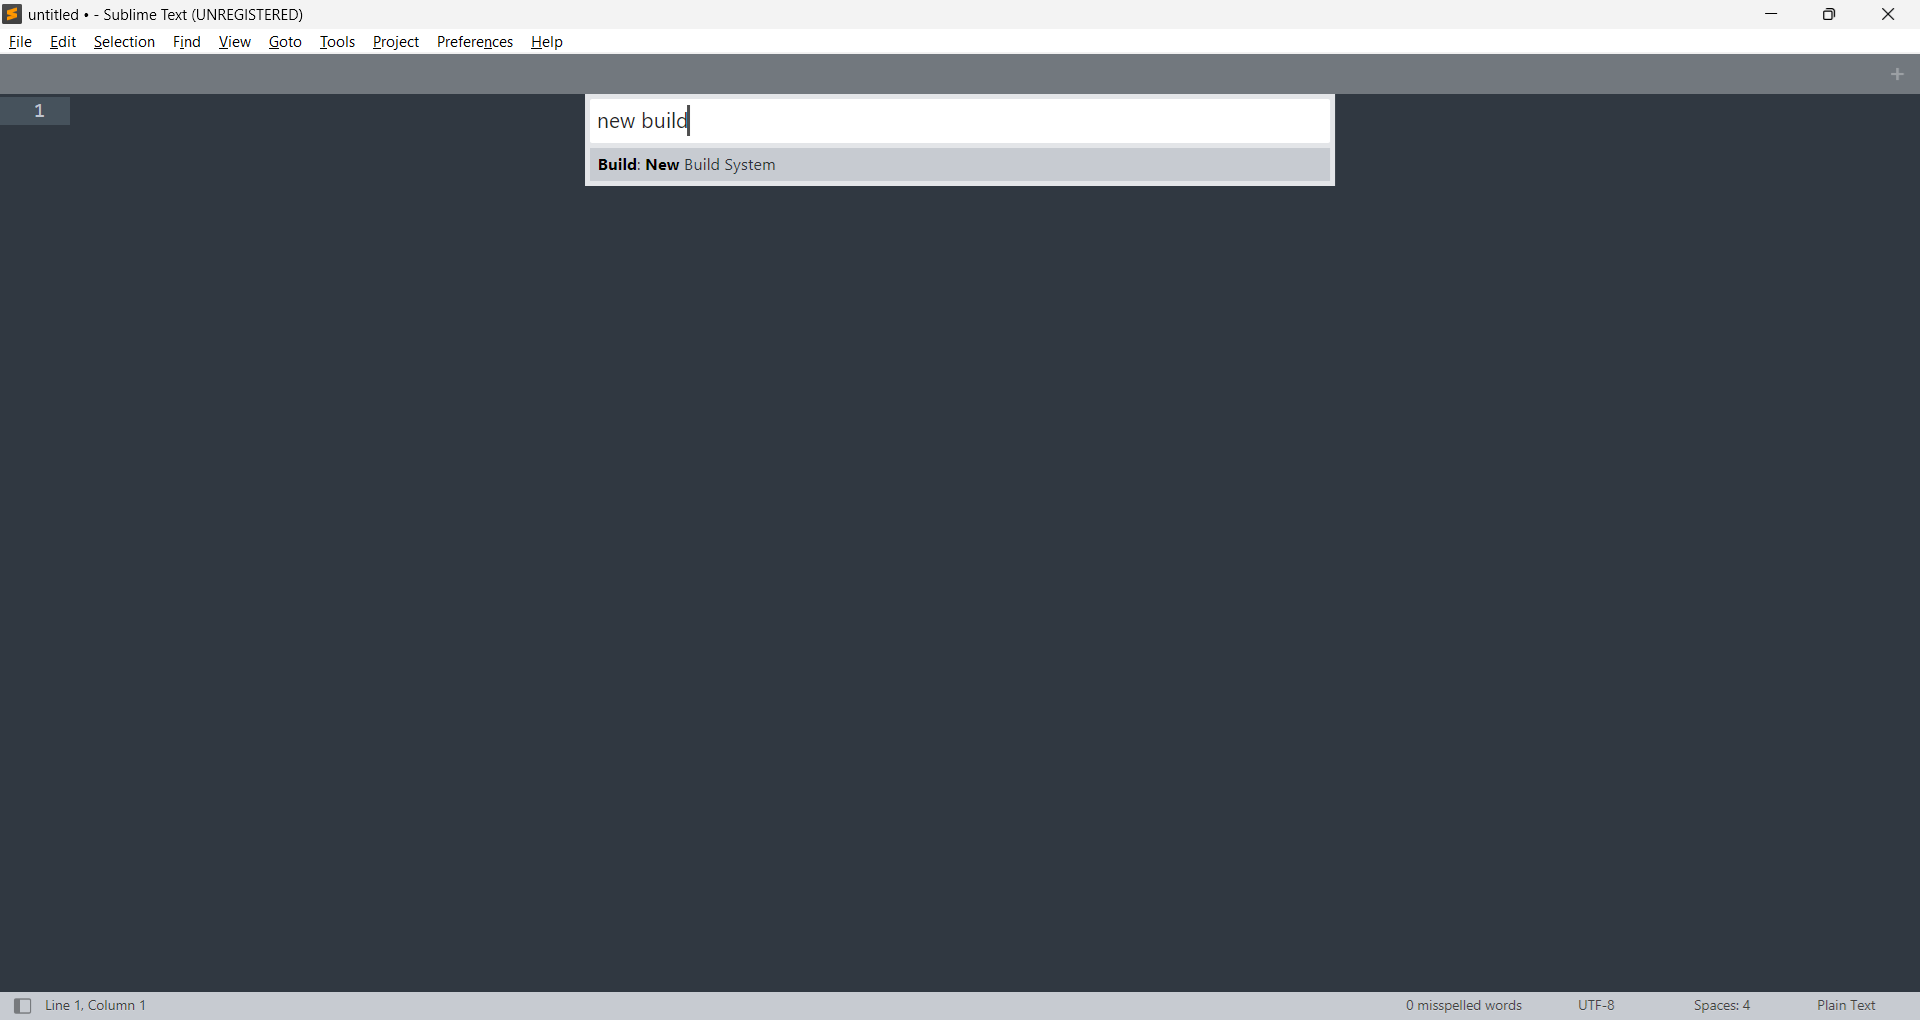 untitled • - Sublime Text (UNREGISTERED)
File Edit Selection Find View Goto Tools Project Preferences Help
+
1
new build
Build: New Build System
Line 1, Column 1 0 misspelled words UTF-8 Spaces: 4 Plain Text